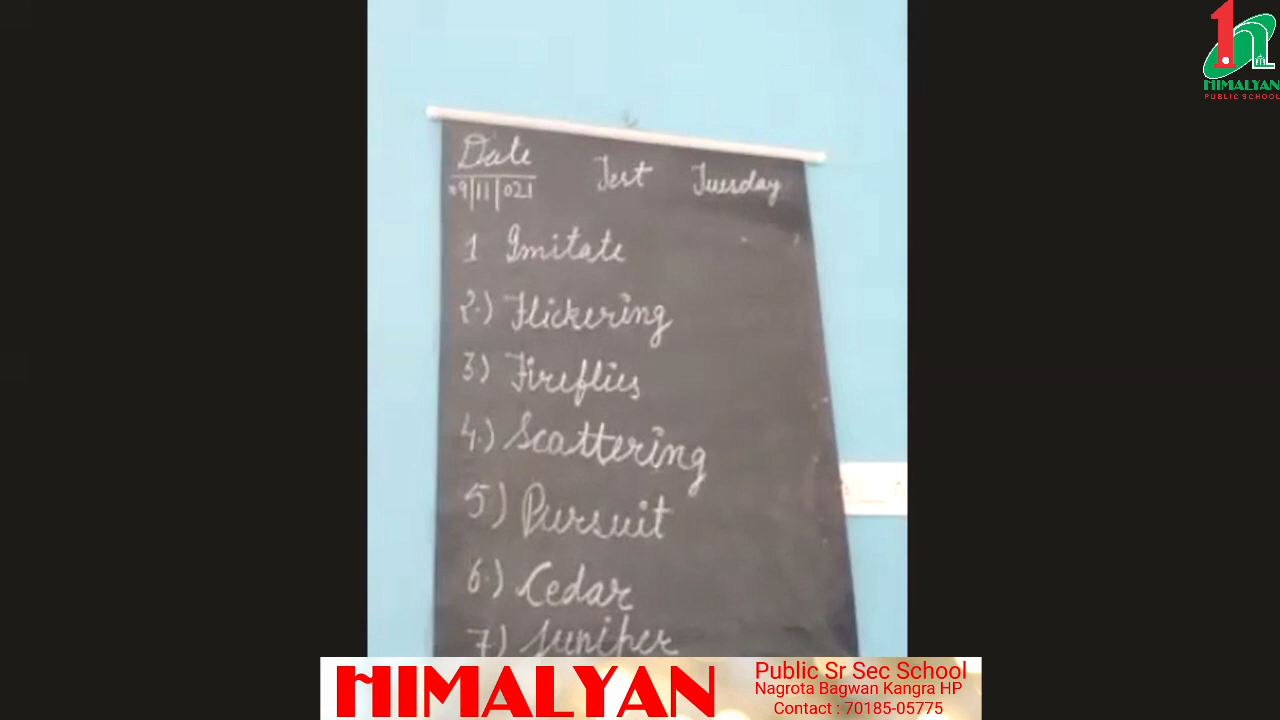 HIMALYAN
PUBLIC SCHOOL
Date
09|11|021
Test Tuesday
1 Imitate
2.) Flickering
3) Fireflies
4.) Scattering
5) Pursuit
6.) Cedar
7) Juniper
HIMALYAN
Public Sr Sec School
Nagrota Bagwan Kangra HP
Contact : 70185-05775